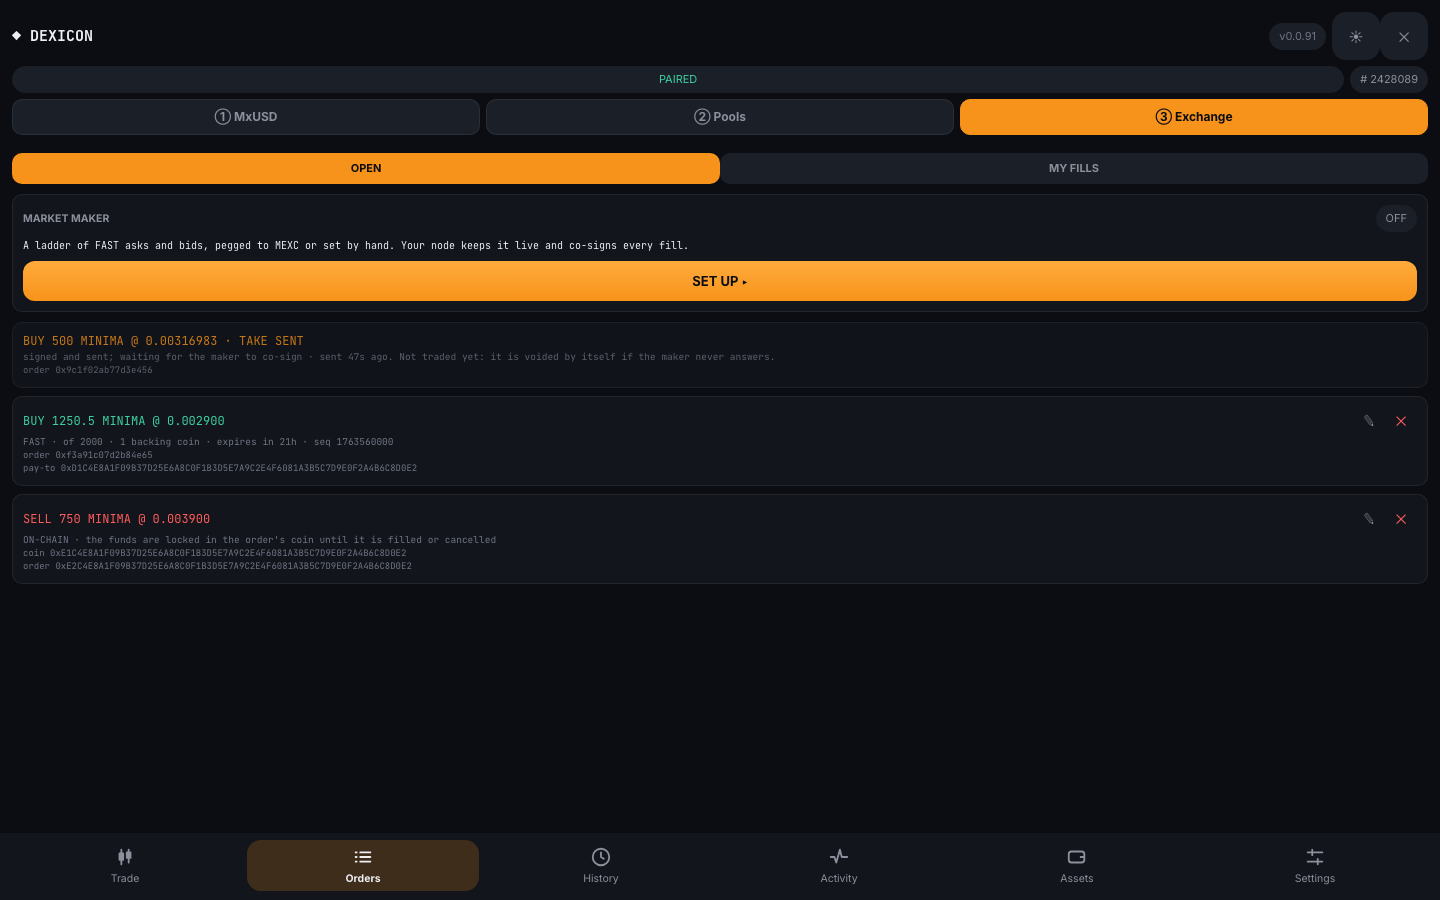 ◆ DEXICON
v0.0.91
PAIRED
# 2428089
① MxUSD
② Pools
③ Exchange
OPEN
MY FILLS
MARKET MAKER
OFF
A ladder of FAST asks and bids, pegged to MEXC or set by hand. Your node keeps it live and co-signs every fill.
SET UP ▸
BUY 500 MINIMA @ 0.00316983 · TAKE SENT
signed and sent; waiting for the maker to co-sign · sent 47s ago. Not traded yet: it is voided by itself if the maker never answers.
order 0x9c1f02ab77d3e456
BUY 1250.5 MINIMA @ 0.002900
FAST · of 2000 · 1 backing coin · expires in 21h · seq 1763560000
order 0xf3a91c07d2b84e65
pay-to 0xD1C4E8A1F09B37D25E6A8C0F1B3D5E7A9C2E4F6081A3B5C7D9E0F2A4B6C8D0E2
SELL 750 MINIMA @ 0.003900
ON-CHAIN · the funds are locked in the order's coin until it is filled or cancelled
coin 0xE1C4E8A1F09B37D25E6A8C0F1B3D5E7A9C2E4F6081A3B5C7D9E0F2A4B6C8D0E2
order 0xE2C4E8A1F09B37D25E6A8C0F1B3D5E7A9C2E4F6081A3B5C7D9E0F2A4B6C8D0E2
Trade
Orders
History
Activity
Assets
Settings